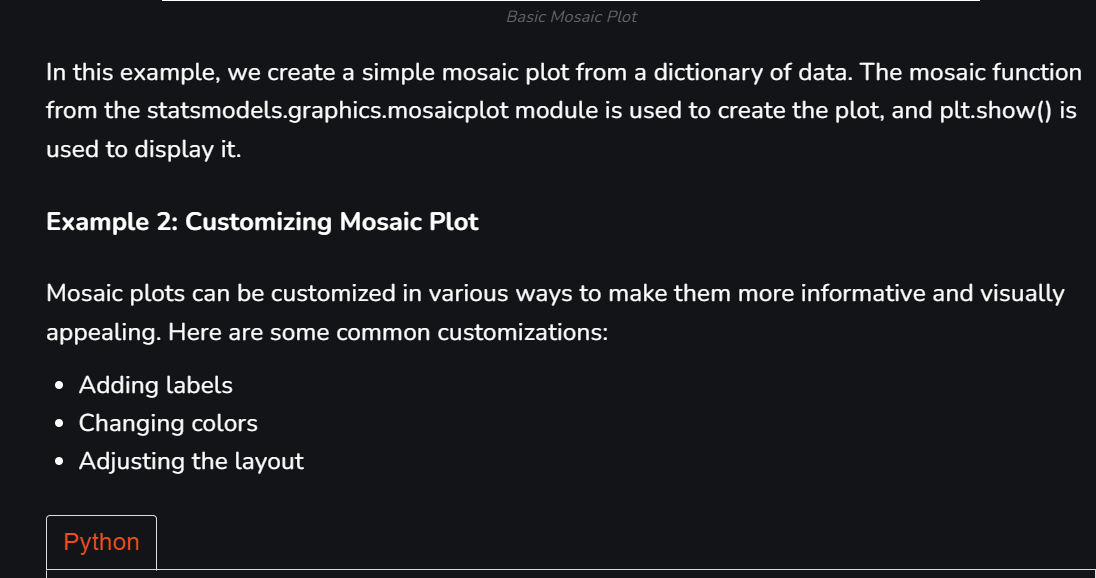 Basic Mosaic Plot
In this example, we create a simple mosaic plot from a dictionary of data. The mosaic function
from the statsmodels.graphics.mosaicplot module is used to create the plot, and plt.show() is
used to display it.
Example 2: Customizing Mosaic Plot
Mosaic plots can be customized in various ways to make them more informative and visually
appealing. Here are some common customizations:
• Adding labels
• Changing colors
• Adjusting the layout
Python